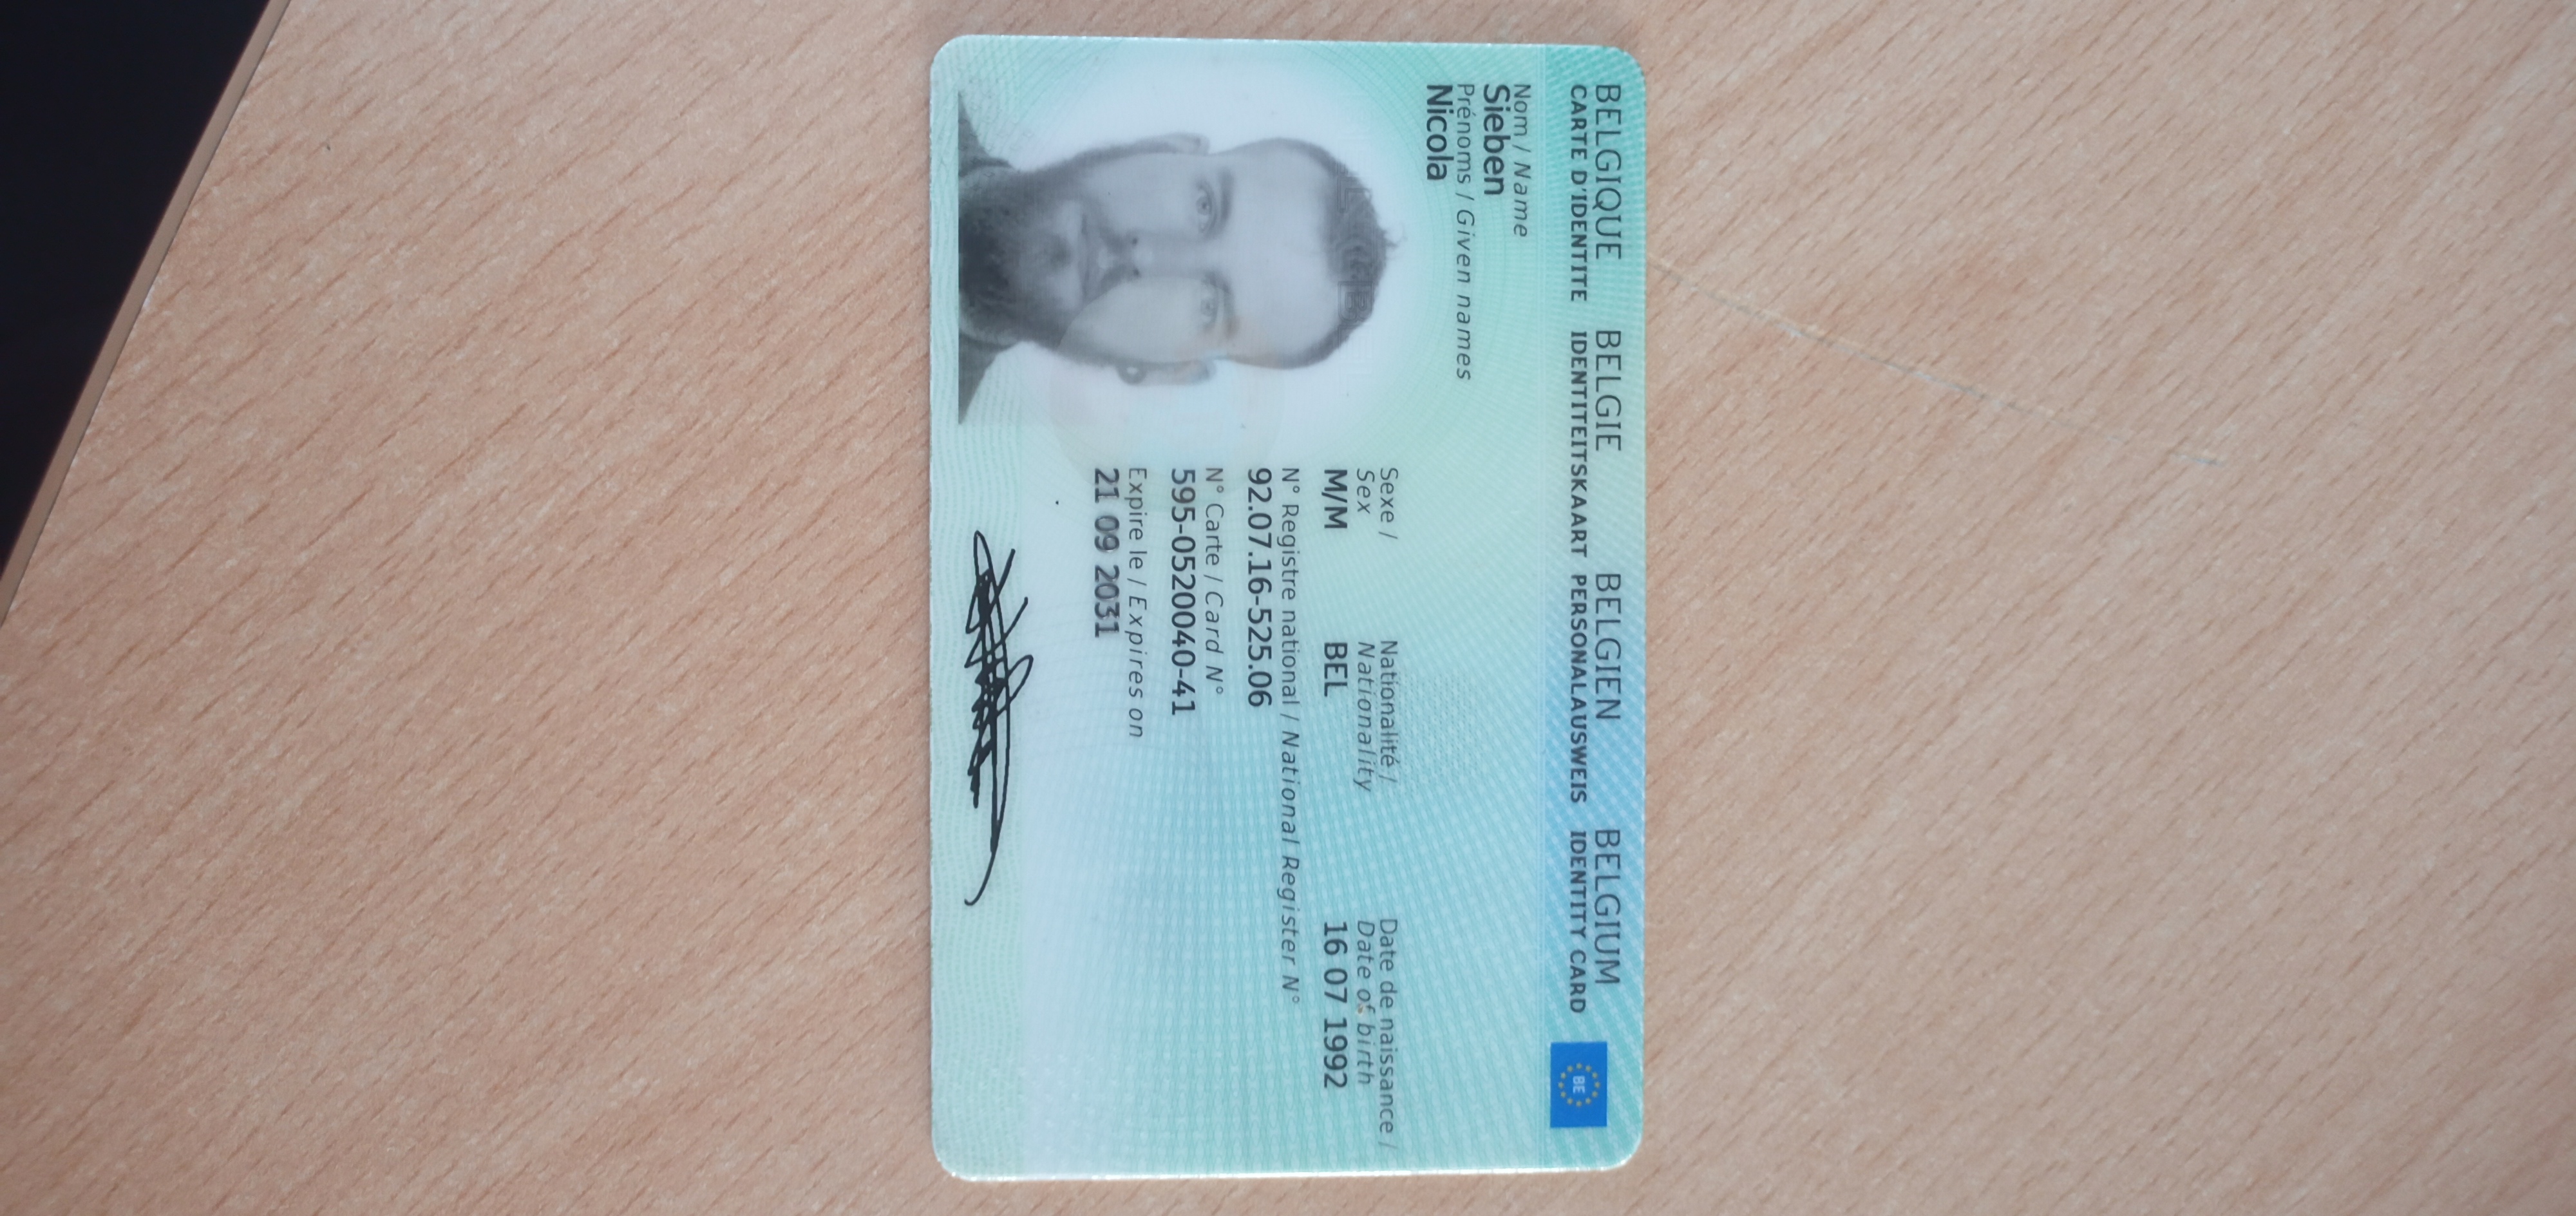 BELGIQUE BELGIE BELGIEN BELGIUM
CARTE D'IDENTITE IDENTITEITSKAART PERSONALAUSWEIS IDENTITY CARD
BE
Nom / Name
Sieben
Prénoms / Given names
Nicola
Sexe / Nationalité / Date de naissance /
Sex Nationality Date of birth
M/M BEL 16 07 1992
N° Registre national / National Register N°
92.07.16-525.06
N° Carte / Card N°
595-0520040-41
Expire le / Expires on
21 09 2031